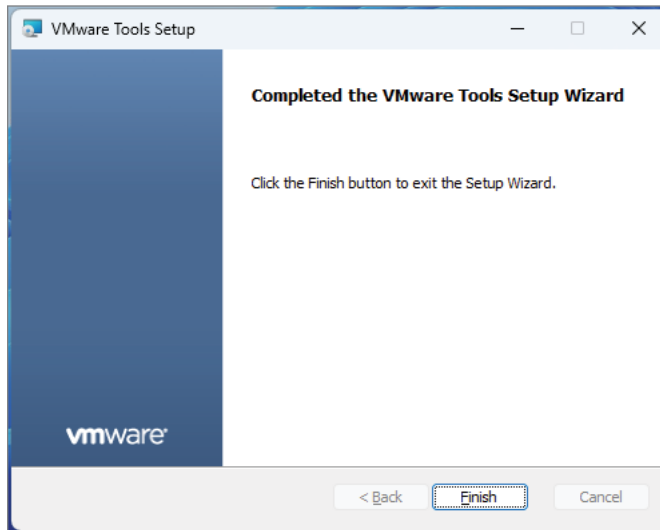 VMware Tools Setup
Completed the VMware Tools Setup Wizard
Click the Finish button to exit the Setup Wizard.
vmware
< Back Finish Cancel